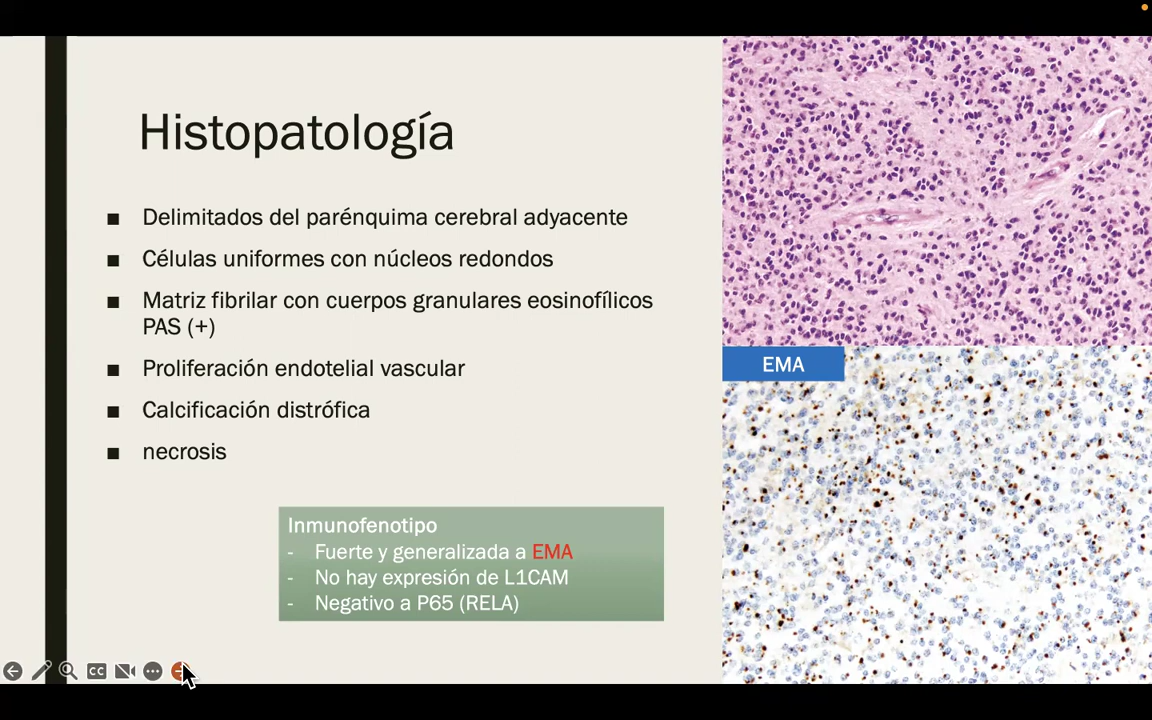 Histopatología
■ Delimitados del parénquima cerebral adyacente
■ Células uniformes con núcleos redondos
■ Matriz fibrilar con cuerpos granulares eosinofílicos
PAS (+)
■ Proliferación endotelial vascular
■ Calcificación distrófica
■ necrosis
Inmunofenotipo
- Fuerte y generalizada a EMA
- No hay expresión de L1CAM
- Negativo a P65 (RELA)
EMA
CC